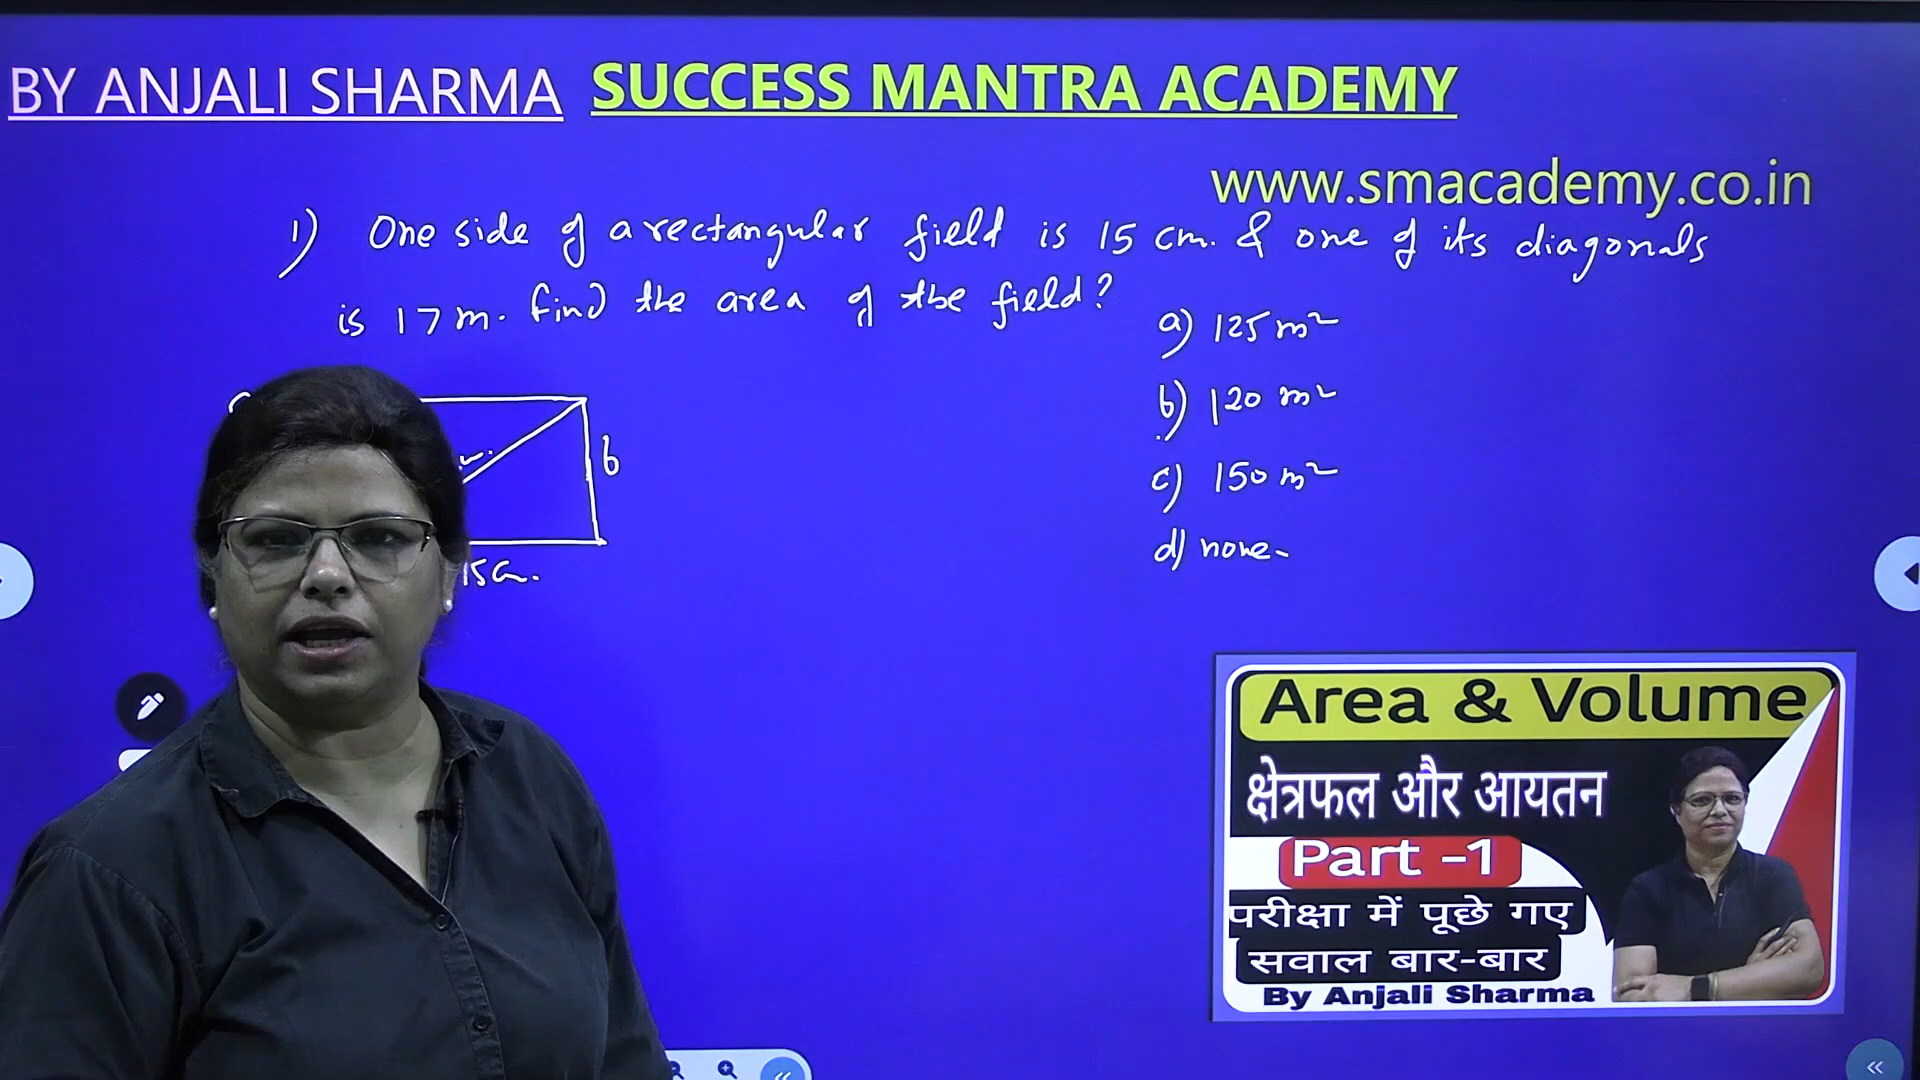 BY ANJALI SHARMA SUCCESS MANTRA ACADEMY
www.smacademy.co.in
1) One side of a rectangular field is 15 cm. & one of its diagonals
is 17 m. find the area of the field?
a) 125 m²
b) 120 m²
c) 150 m²
d) none
b
15
Area & Volume
क्षेत्रफल और आयतन
Part -1
परीक्षा में पूछे गए
सवाल बार-बार
By Anjali Sharma